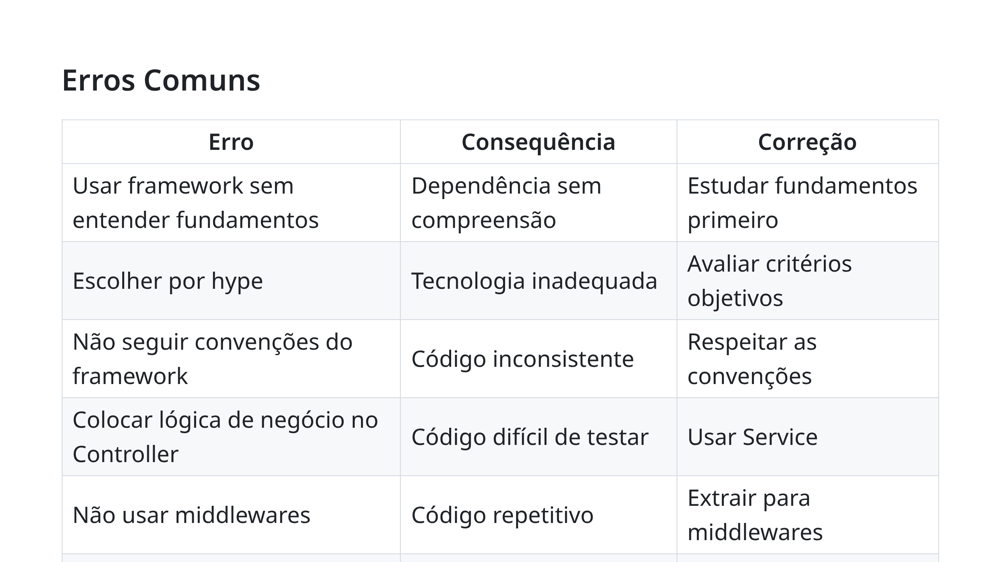 Erros Comuns
Erro Consequência Correção
Usar framework sem entender fundamentos Dependência sem compreensão Estudar fundamentos primeiro
Escolher por hype Tecnologia inadequada Avaliar critérios objetivos
Não seguir convenções do framework Código inconsistente Respeitar as convenções
Colocar lógica de negócio no Controller Código difícil de testar Usar Service
Não usar middlewares Código repetitivo Extrair para middlewares